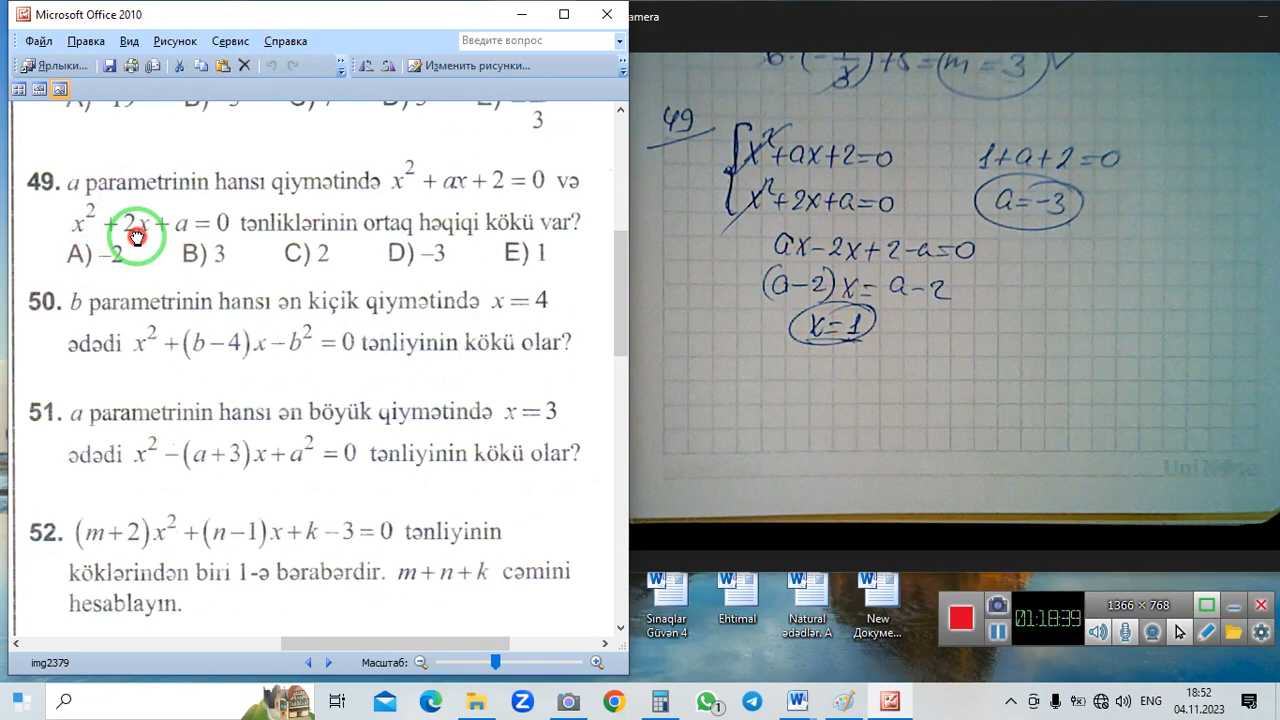 Microsoft Office 2010
amera
Файл Правка Вид Рисунок Сервис Справка
Введите вопрос
Ярлыки...
Изменить рисунки...
3
49. a parametrinin hansı qiymətində x² + ax + 2 = 0 və
x² + 2x + a = 0 tənliklərinin ortaq həqiqi kökü var?
A) –2 B) 3 C) 2 D) –3 E) 1
50. b parametrinin hansı ən kiçik qiymətində x = 4
ədədi x² + (b – 4)x – b² = 0 tənliyinin kökü olar?
51. a parametrinin hansı ən böyük qiymətində x = 3
ədədi x² – (a + 3)x + a² = 0 tənliyinin kökü olar?
52. (m + 2)x² + (n – 1)x + k – 3 = 0 tənliyinin
köklərindən biri 1-ə bərabərdir. m + n + k cəmini
hesablayın.
img2379
Масштаб:
m = 3
49
x² + ax + 2 = 0
x² + 2x + a = 0
ax – 2x + 2 – a = 0
(a – 2)x = a – 2
x = 1
1 + a + 2 = 0
a = –3
UniNote
Sınaqlar Güvən 4
Ehtimal
Natural ədədlər. A
New Докуме...
1366 × 768
01:18:39
1
ENG
18:52
04.11.2023